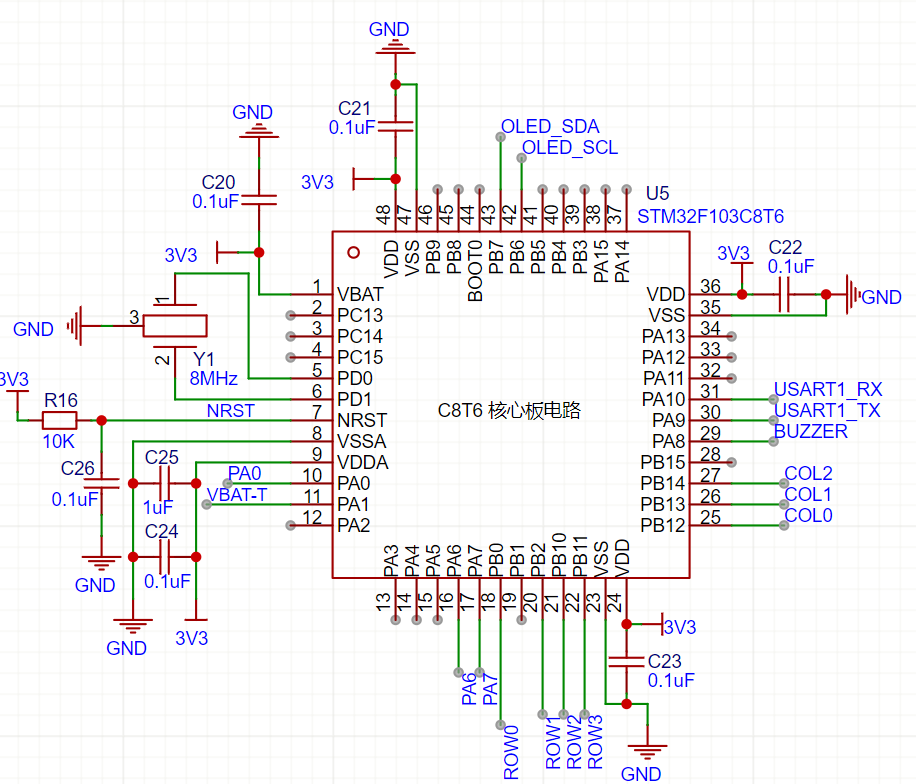 GND
C21
0.1uF
3V3
GND
C20
0.1uF
3V3
OLED_SDA
OLED_SCL
U5
STM32F103C8T6
48
47
46
45
44
43
42
41
40
39
38
37
VDD
VSS
PB9
PB8
BOOT0
PB7
PB6
PB5
PB4
PB3
PA15
PA14
1 VBAT
2 PC13
3 PC14
4 PC15
5 PD0
6 PD1
7 NRST
8 VSSA
9 VDDA
10 PA0
11 PA1
12 PA2
C8T6 核心板电路
VDD 36
VSS 35
PA13 34
PA12 33
PA11 32
PA10 31
PA9 30
PA8 29
PB15 28
PB14 27
PB13 26
PB12 25
3V3
C22
0.1uF
GND
USART1_RX
USART1_TX
BUZZER
COL2
COL1
COL0
GND
3
1
2
Y1
8MHz
3V3
R16
10K
NRST
C26
0.1uF
GND
C25
1uF
C24
0.1uF
GND
3V3
PA0
VBAT-T
PA3
PA4
PA5
PA6
PA7
PB0
PB1
PB2
PB10
PB11
VSS
VDD
13
14
15
16
17
18
19
20
21
22
23
24
PA6
PA7
ROW0
ROW1
ROW2
ROW3
3V3
C23
0.1uF
GND